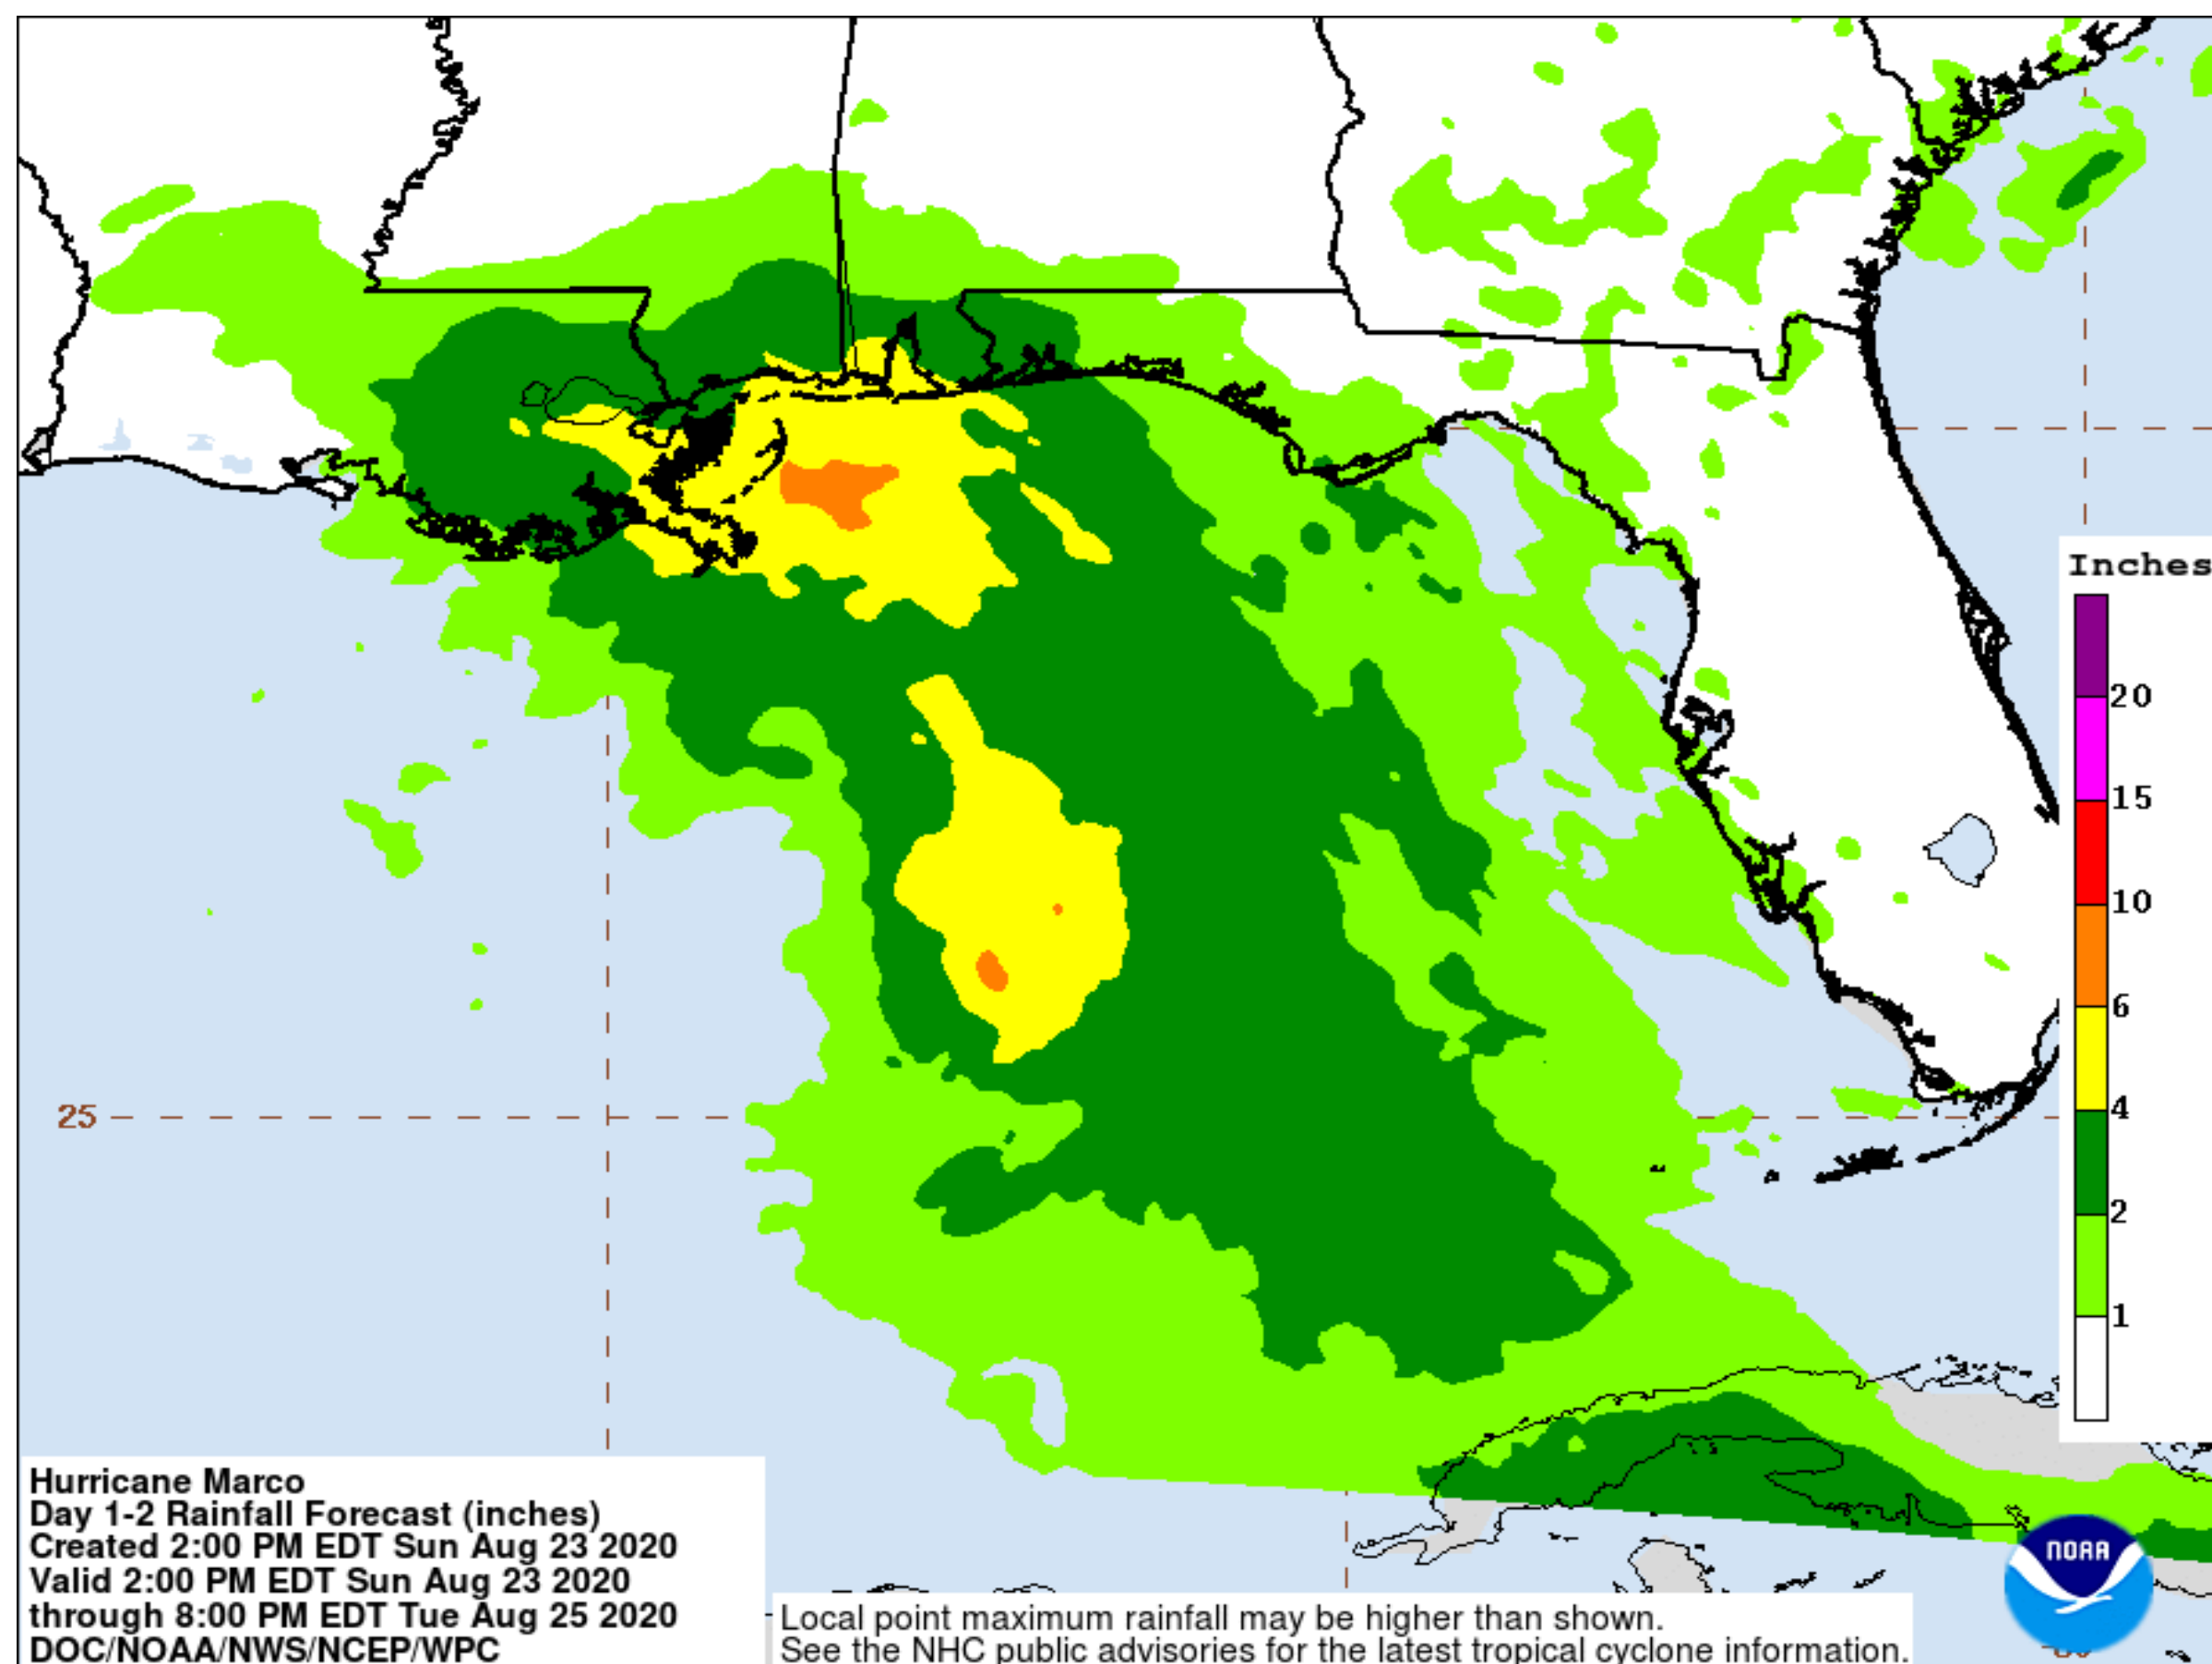 Inches
20
15
10
6
4
2
1
25
Hurricane Marco
Day 1-2 Rainfall Forecast (inches)
Created 2:00 PM EDT Sun Aug 23 2020
Valid 2:00 PM EDT Sun Aug 23 2020
through 8:00 PM EDT Tue Aug 25 2020
DOC/NOAA/NWS/NCEP/WPC
Local point maximum rainfall may be higher than shown.
See the NHC public advisories for the latest tropical cyclone information.
NOAA